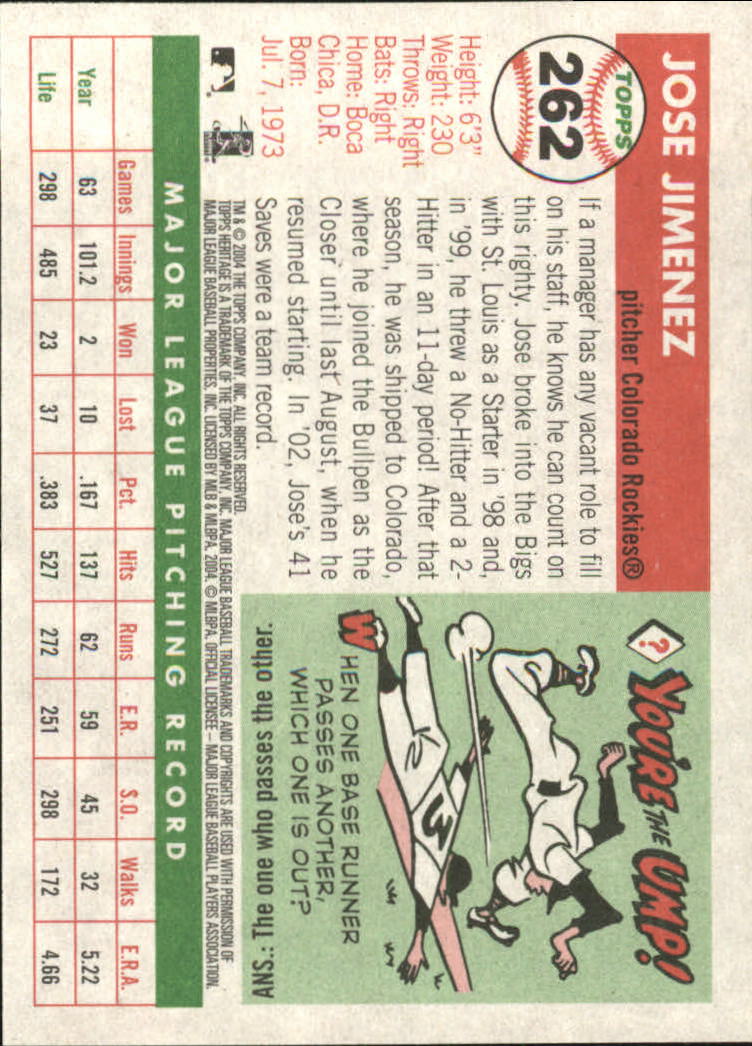 JOSE JIMENEZ
pitcher Colorado Rockies®
TOPPS
262
Height: 6'3"
Weight: 230
Throws: Right
Bats: Right
Home: Boca
Chica, D.R.
Born:
Jul. 7, 1973
If a manager has any vacant role to fill
on his staff, he knows he can count on
this righty. Jose broke into the Bigs
with St. Louis as a Starter in '98 and,
in '99, he threw a No-Hitter and a 2-
Hitter in an 11-day period! After that
season, he was shipped to Colorado,
where he joined the Bullpen as the
Closer until last August, when he
resumed starting. In '02, Jose's 41
Saves were a team record.
? YOU'RE THE UMP!
3
WHEN ONE BASE RUNNER
PASSES ANOTHER,
WHICH ONE IS OUT?
ANS.: The one who passes the other.
TM & © 2004 THE TOPPS COMPANY, INC. ALL RIGHTS RESERVED.
TOPPS HERITAGE IS A TRADEMARK OF THE TOPPS COMPANY, INC. MAJOR LEAGUE BASEBALL TRADEMARKS AND COPYRIGHTS ARE USED WITH PERMISSION OF
MAJOR LEAGUE BASEBALL PROPERTIES, INC. LICENSED BY MLB & MLBPA. 2004. © MLBPA. OFFICIAL LICENSEE – MAJOR LEAGUE BASEBALL PLAYERS ASSOCIATION.
MAJOR LEAGUE PITCHING RECORD
Games Innings Won Lost Pct. Hits Runs E.R. S.O. Walks E.R.A.
Year 63 101.2 2 10 .167 137 62 59 45 32 5.22
Life 298 485 23 37 .383 527 272 251 298 172 4.66